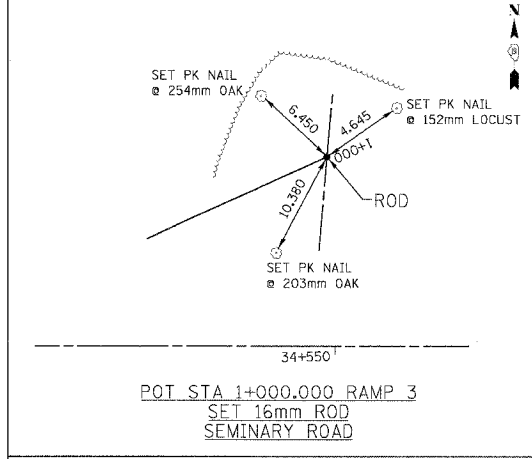 N
SET PK NAIL
@ 254mm OAK
6.450
4.645
SET PK NAIL
@ 152mm LOCUST
1+000
ROD
10.380
SET PK NAIL
@ 203mm OAK
34+550
POT STA 1+000.000 RAMP 3
SET 16mm ROD
SEMINARY ROAD